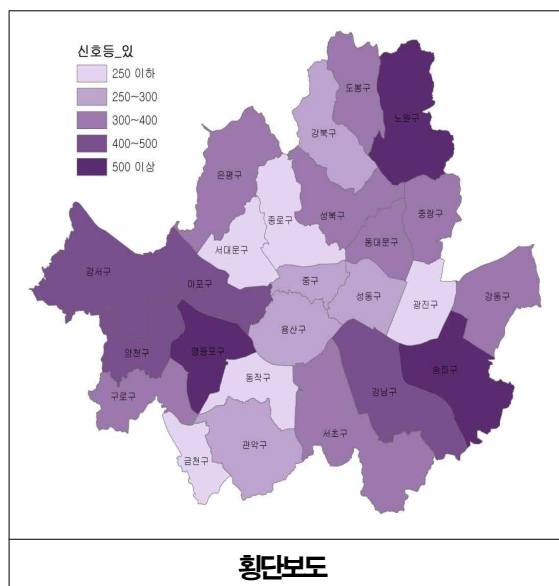 신호등_있
250 이하
250~300
300~400
400~500
500 이상
도봉구
노원구
강북구
은평구
종로구
성북구
중랑구
동대문구
서대문구
강서구
마포구
중구
성동구
광진구
강동구
용산구
양천구
영등포구
송파구
동작구
강남구
구로구
서초구
관악구
금천구
횡단보도